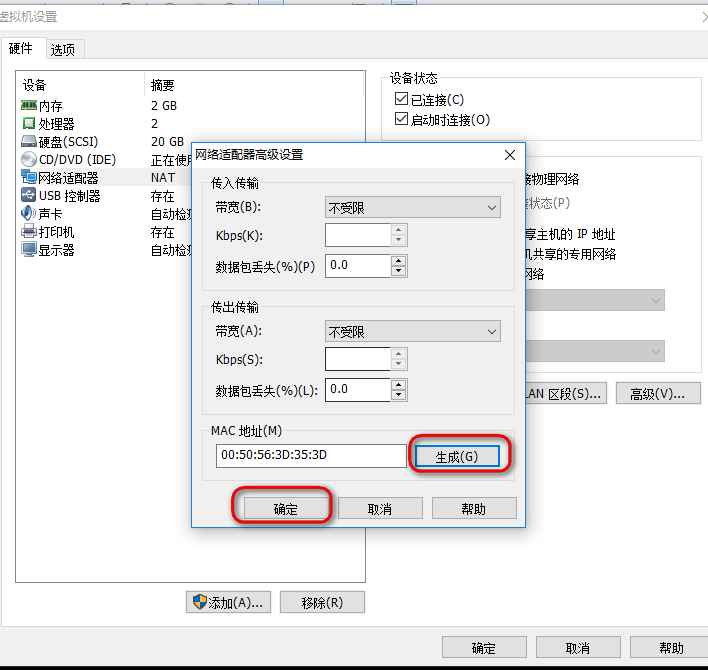 虚拟机设置
硬件 选项
设备 摘要
内存 2 GB
处理器 2
硬盘(SCSI) 20 GB
CD/DVD (IDE) 正在使
网络适配器 NAT
USB 控制器 存在
声卡 自动检
打印机 存在
显示器 自动检
添加(A)... 移除(R)
设备状态
已连接(C)
启动时连接(O)
物理网络
状态(P)
享主机的 IP 地址
机共享的专用网络
网络
LAN 区段(S)... 高级(V)...
网络适配器高级设置
传入传输
带宽(B): 不受限
Kbps(K):
数据包丢失(%)(P) 0.0
传出传输
带宽(A): 不受限
Kbps(S):
数据包丢失(%)(L): 0.0
MAC 地址(M)
00:50:56:3D:35:3D 生成(G)
确定 取消 帮助
确定 取消 帮助